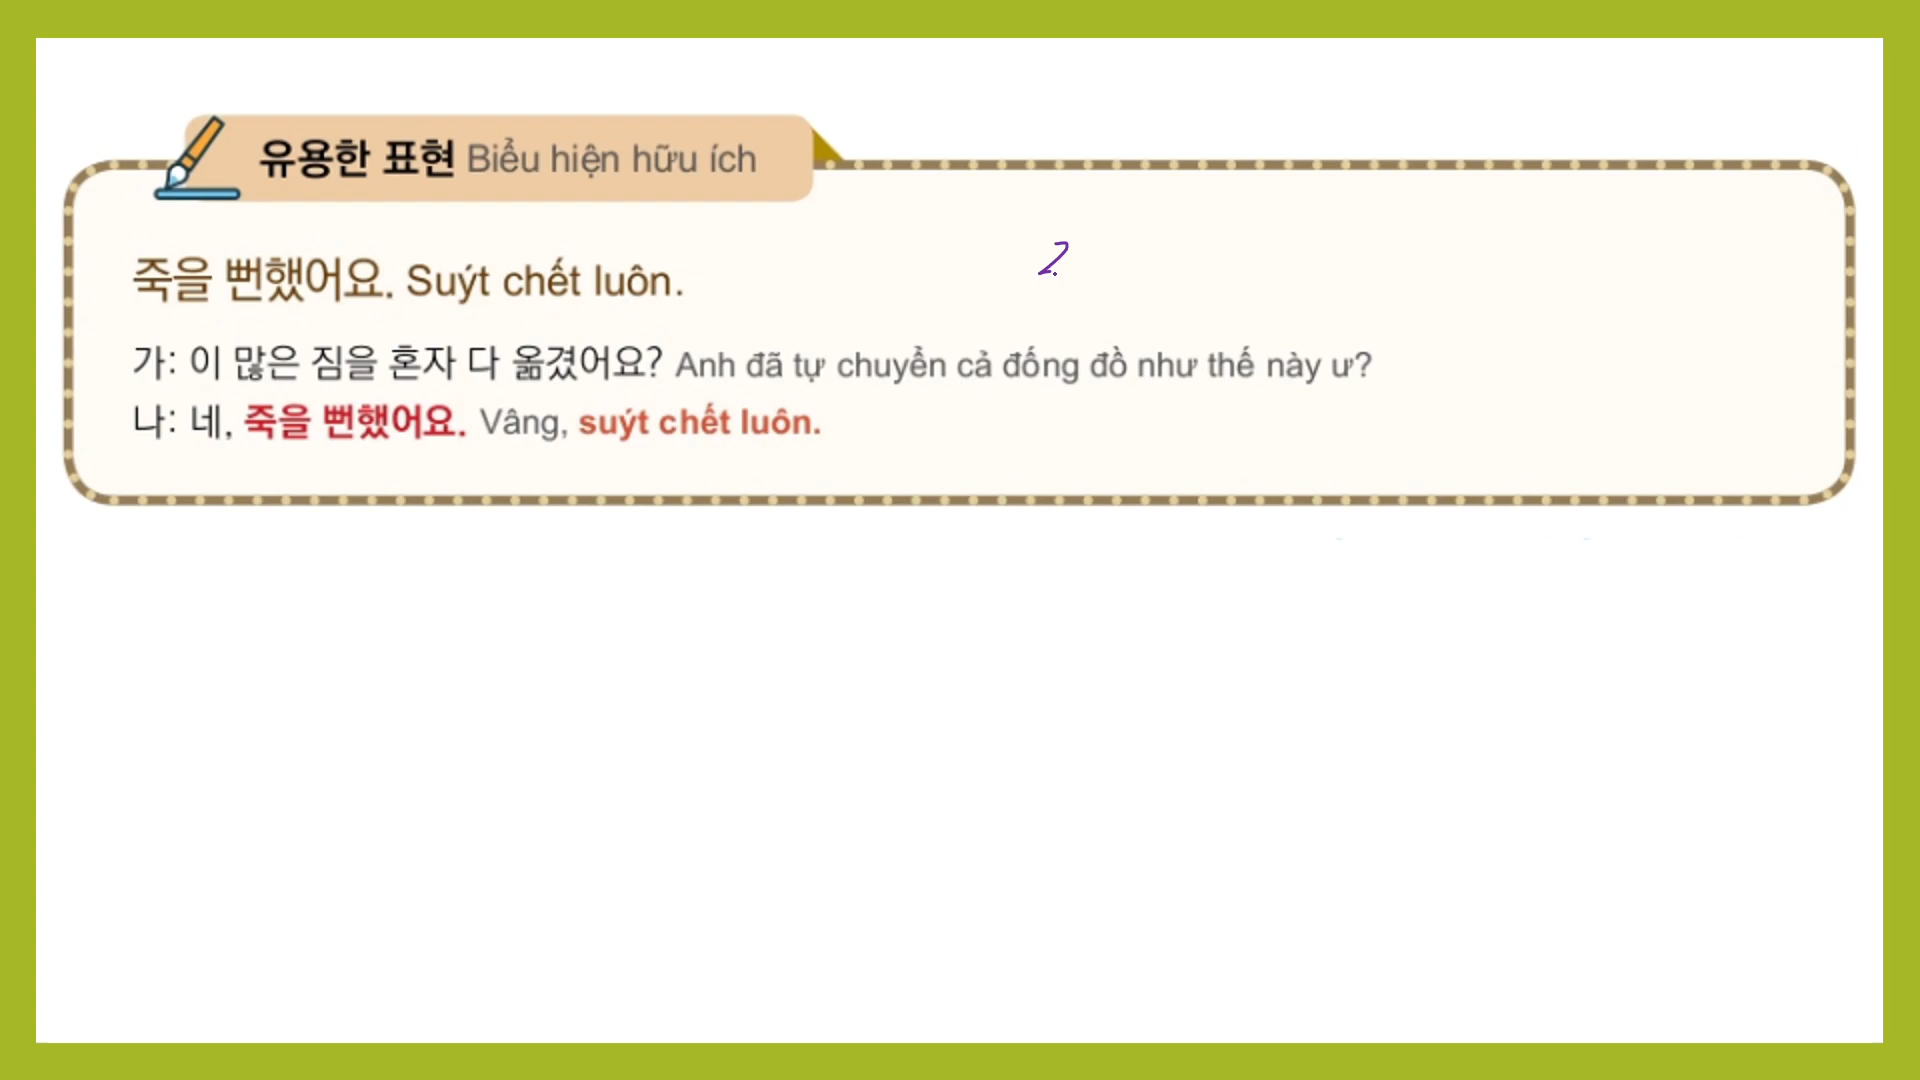 유용한 표현 Biểu hiện hữu ích
2.
죽을 뻔했어요. Suýt chết luôn.
가: 이 많은 짐을 혼자 다 옮겼어요? Anh đã tự chuyển cả đống đồ như thế này ư?
나: 네, 죽을 뻔했어요. Vâng, suýt chết luôn.